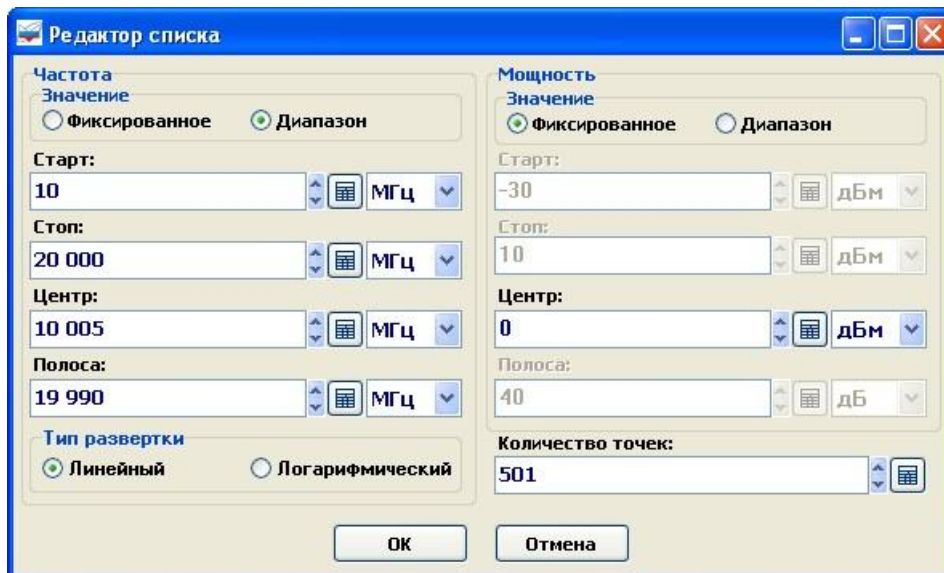 Редактор списка
Частота
Значение
Фиксированное Диапазон
Старт:
10 МГц
Стоп:
20 000 МГц
Центр:
10 005 МГц
Полоса:
19 990 МГц
Тип развертки
Линейный Логарифмический
Мощность
Значение
Фиксированное Диапазон
Старт:
-30 дБм
Стоп:
10 дБм
Центр:
0 дБм
Полоса:
40 дБ
Количество точек:
501
ОК Отмена